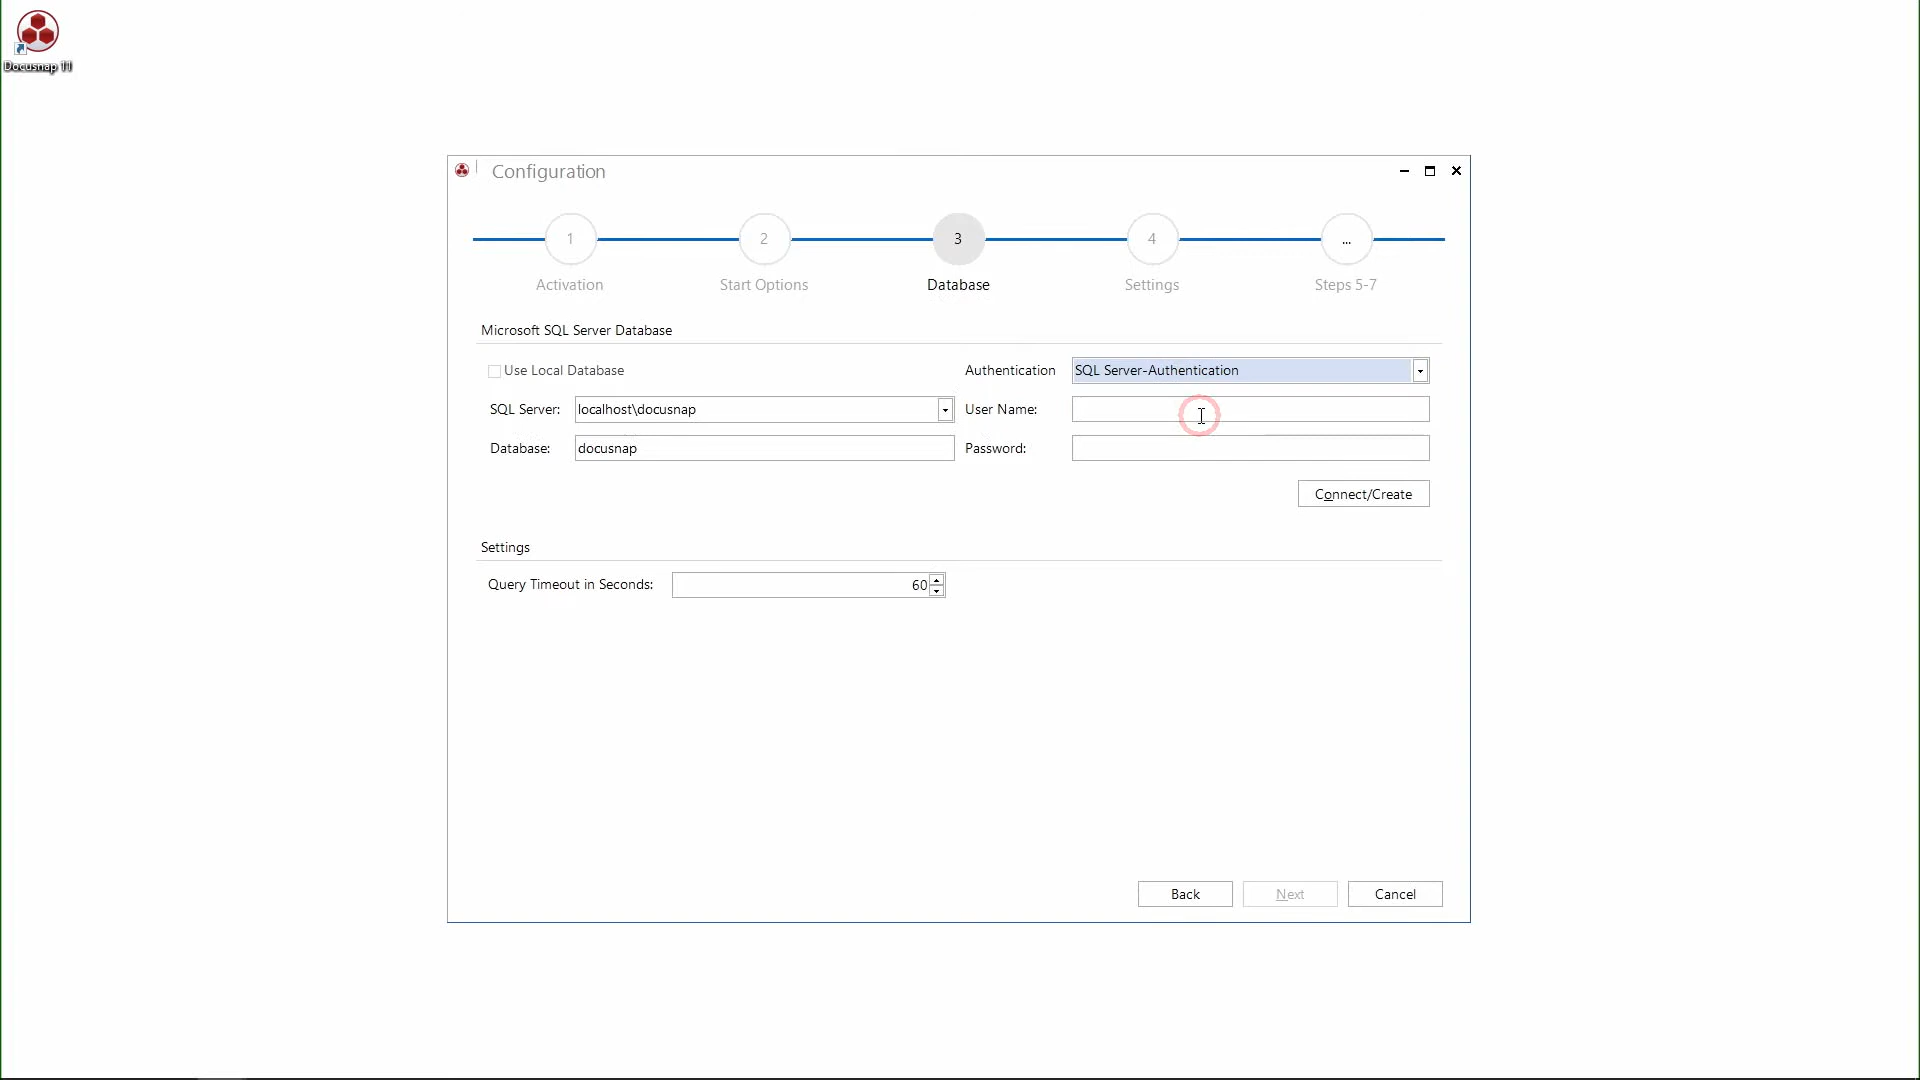 Docusnap 11
Configuration
1
2
3
4
...
Activation
Start Options
Database
Settings
Steps 5-7
Microsoft SQL Server Database
Use Local Database
Authentication
SQL Server-Authentication
SQL Server:
localhost\docusnap
User Name:
Database:
docusnap
Password:
Connect/Create
Settings
Query Timeout in Seconds:
60
Back
Next
Cancel